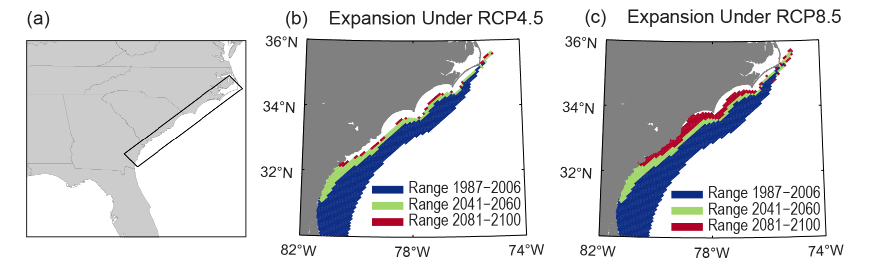 (a)
(b) Expansion Under RCP4.5
36°N
34°N
32°N
Range 1987−2006
Range 2041−2060
Range 2081−2100
82°W 78°W 74°W
(c) Expansion Under RCP8.5
36°N
34°N
32°N
Range 1987−2006
Range 2041−2060
Range 2081−2100
82°W 78°W 74°W